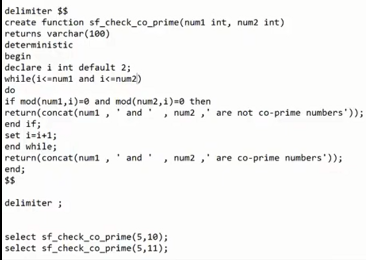 delimiter $$
create function sf_check_co_prime(num1 int, num2 int)
returns varchar(100)
deterministic
begin
declare i int default 2;
while(i<=num1 and i<=num2)
do
if mod(num1,i)=0 and mod(num2,i)=0 then
return(concat(num1 , ' and '  , num2 ,' are not co-prime numbers'));
end if;
set i=i+1;
end while;
return(concat(num1 , ' and '  , num2 ,' are co-prime numbers'));
end;
$$
delimiter ;
select sf_check_co_prime(5,10);
select sf_check_co_prime(5,11);